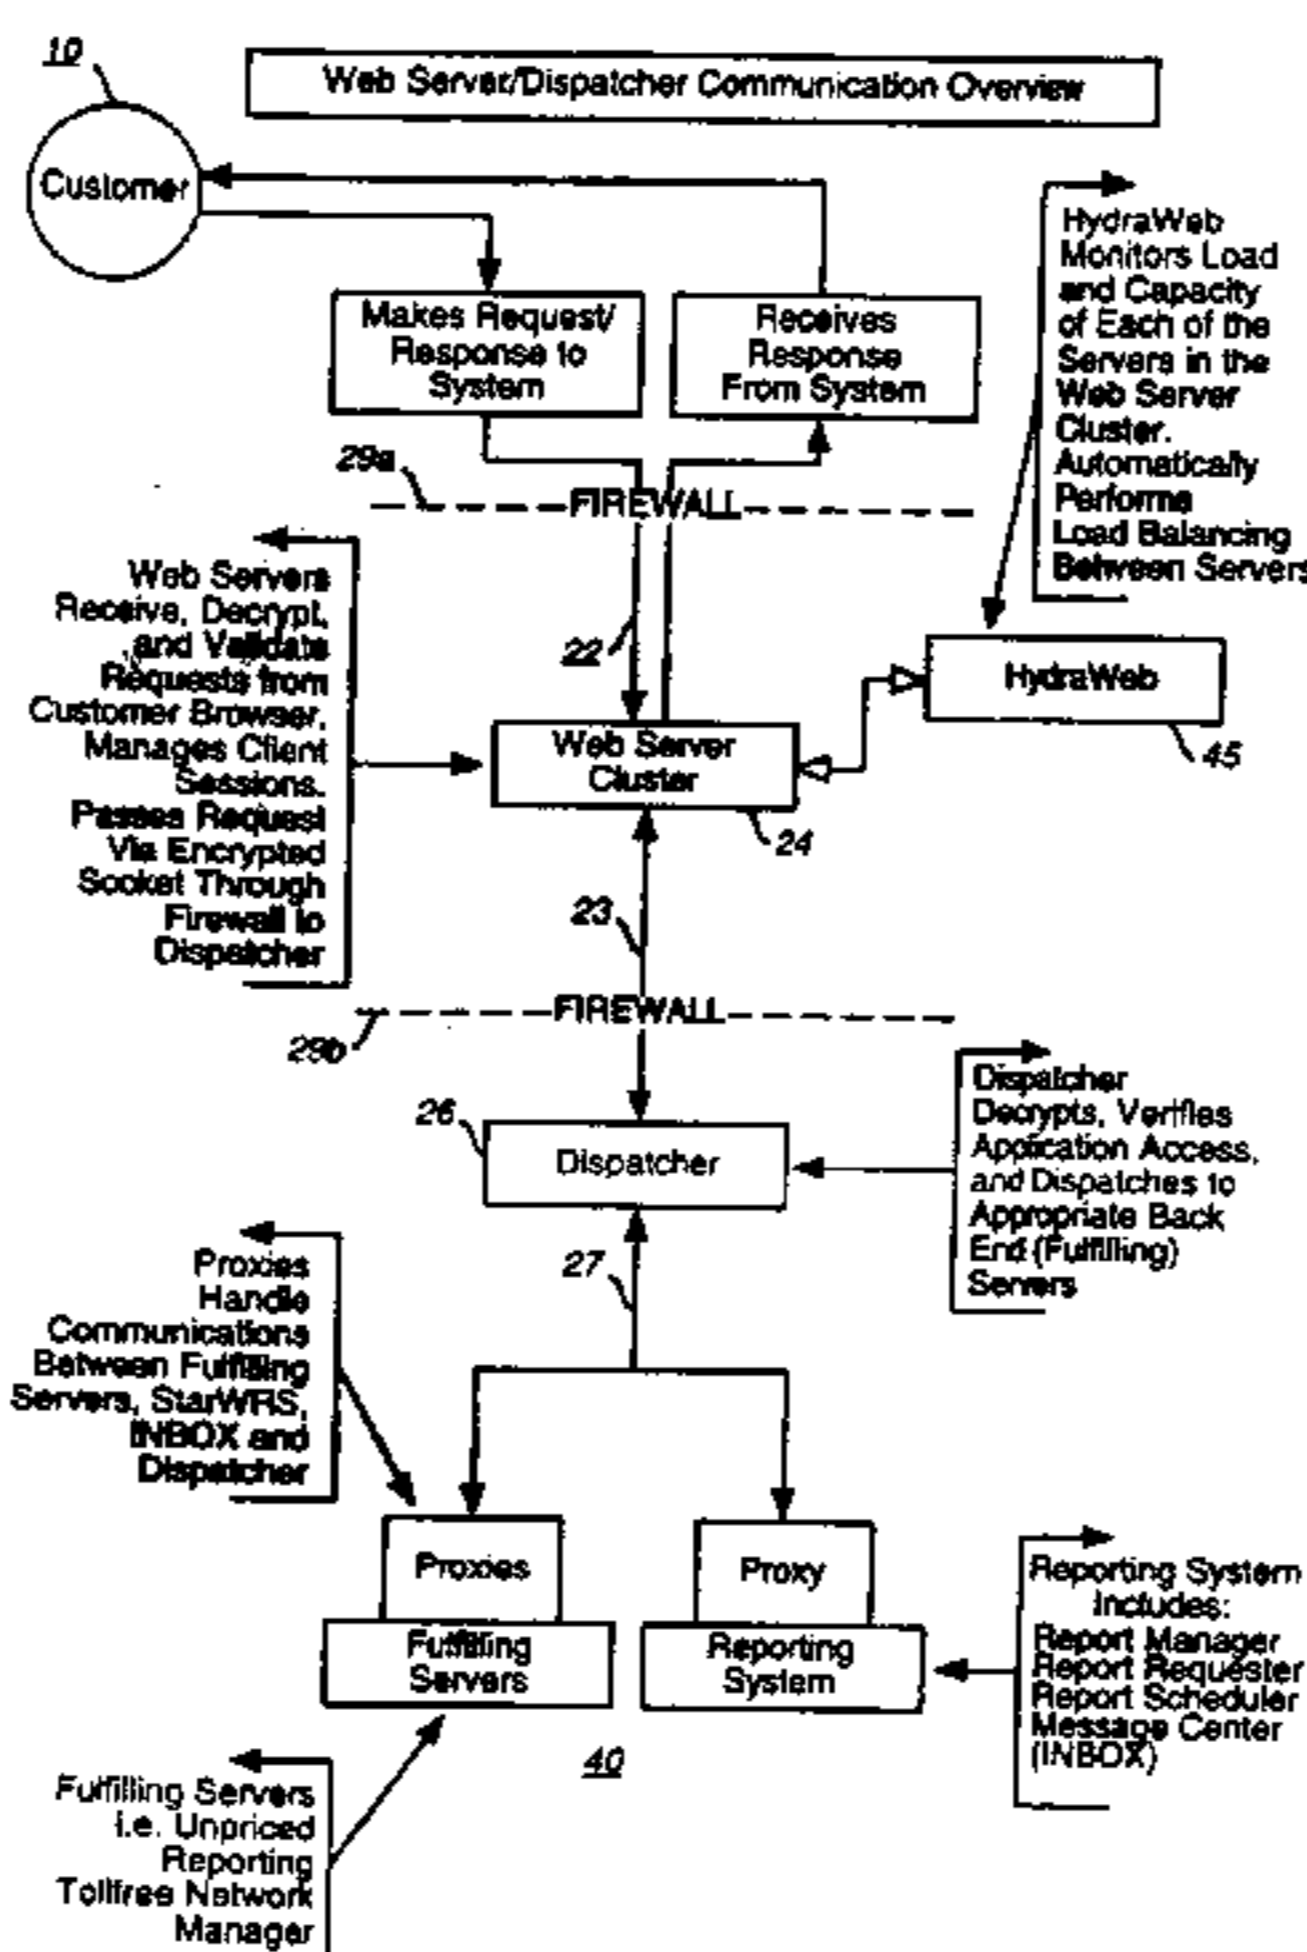 10
Web Server/Dispatcher Communication Overview
Customer
Makes Request/
Response to
System
Receives
Response
From System
HydraWeb
Monitors Load
and Capacity
of Each of the
Servers in the
Web Server
Cluster.
Automatically
Performs
Load Balancing
Between Servers
29a
FIREWALL
Web Servers
Receive, Decrypt,
and Validate
Requests from
Customer Browser.
Manages Client
Sessions.
Passes Request
Via Encrypted
Socket Through
Firewall to
Dispatcher
22
HydraWeb
45
Web Server
Cluster
24
23
FIREWALL
29b
26
Dispatcher
Dispatcher
Decrypts, Verifies
Application Access,
and Dispatches to
Appropriate Back
End (Fulfilling)
Servers
27
Proxies
Handle
Communications
Between Fulfilling
Servers, StarWRS,
INBOX and
Dispatcher
Proxies
Fulfilling
Servers
Proxy
Reporting
System
Reporting System
Includes:
Report Manager
Report Requester
Report Scheduler
Message Center
(INBOX)
40
Fulfilling Servers
i.e. Unpriced
Reporting
Tollfree Network
Manager